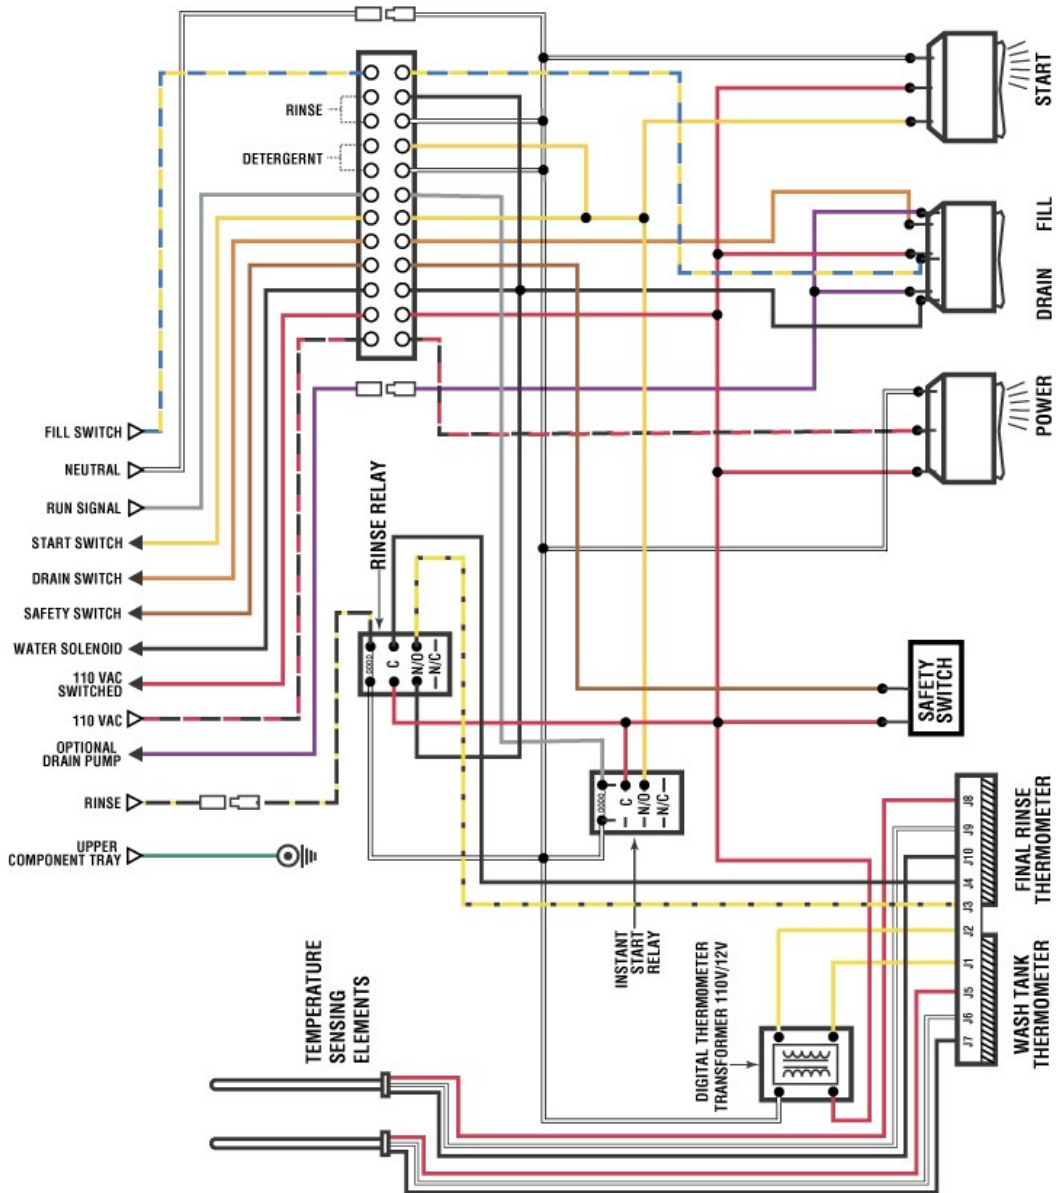 START
RINSE
DETERGERNT
FILL
DRAIN
POWER
FILL SWITCH
NEUTRAL
RUN SIGNAL
START SWITCH
DRAIN SWITCH
SAFETY SWITCH
WATER SOLENOID
110 VAC
SWITCHED
110 VAC
OPTIONAL
DRAIN PUMP
RINSE
UPPER
COMPONENT TRAY
RINSE RELAY
C
N/O
N/C
SAFETY
SWITCH
C
N/O
N/C
INSTANT
START
RELAY
J8
J9
J10
J4
J3
J2
J1
J5
J6
J7
FINAL RINSE
THERMOMETER
WASH TANK
THERMOMETER
DIGITAL THERMOMETER
TRANSFORMER 110V/12V
TEMPERATURE
SENSING
ELEMENTS